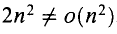 2n² ≠ o(n²)